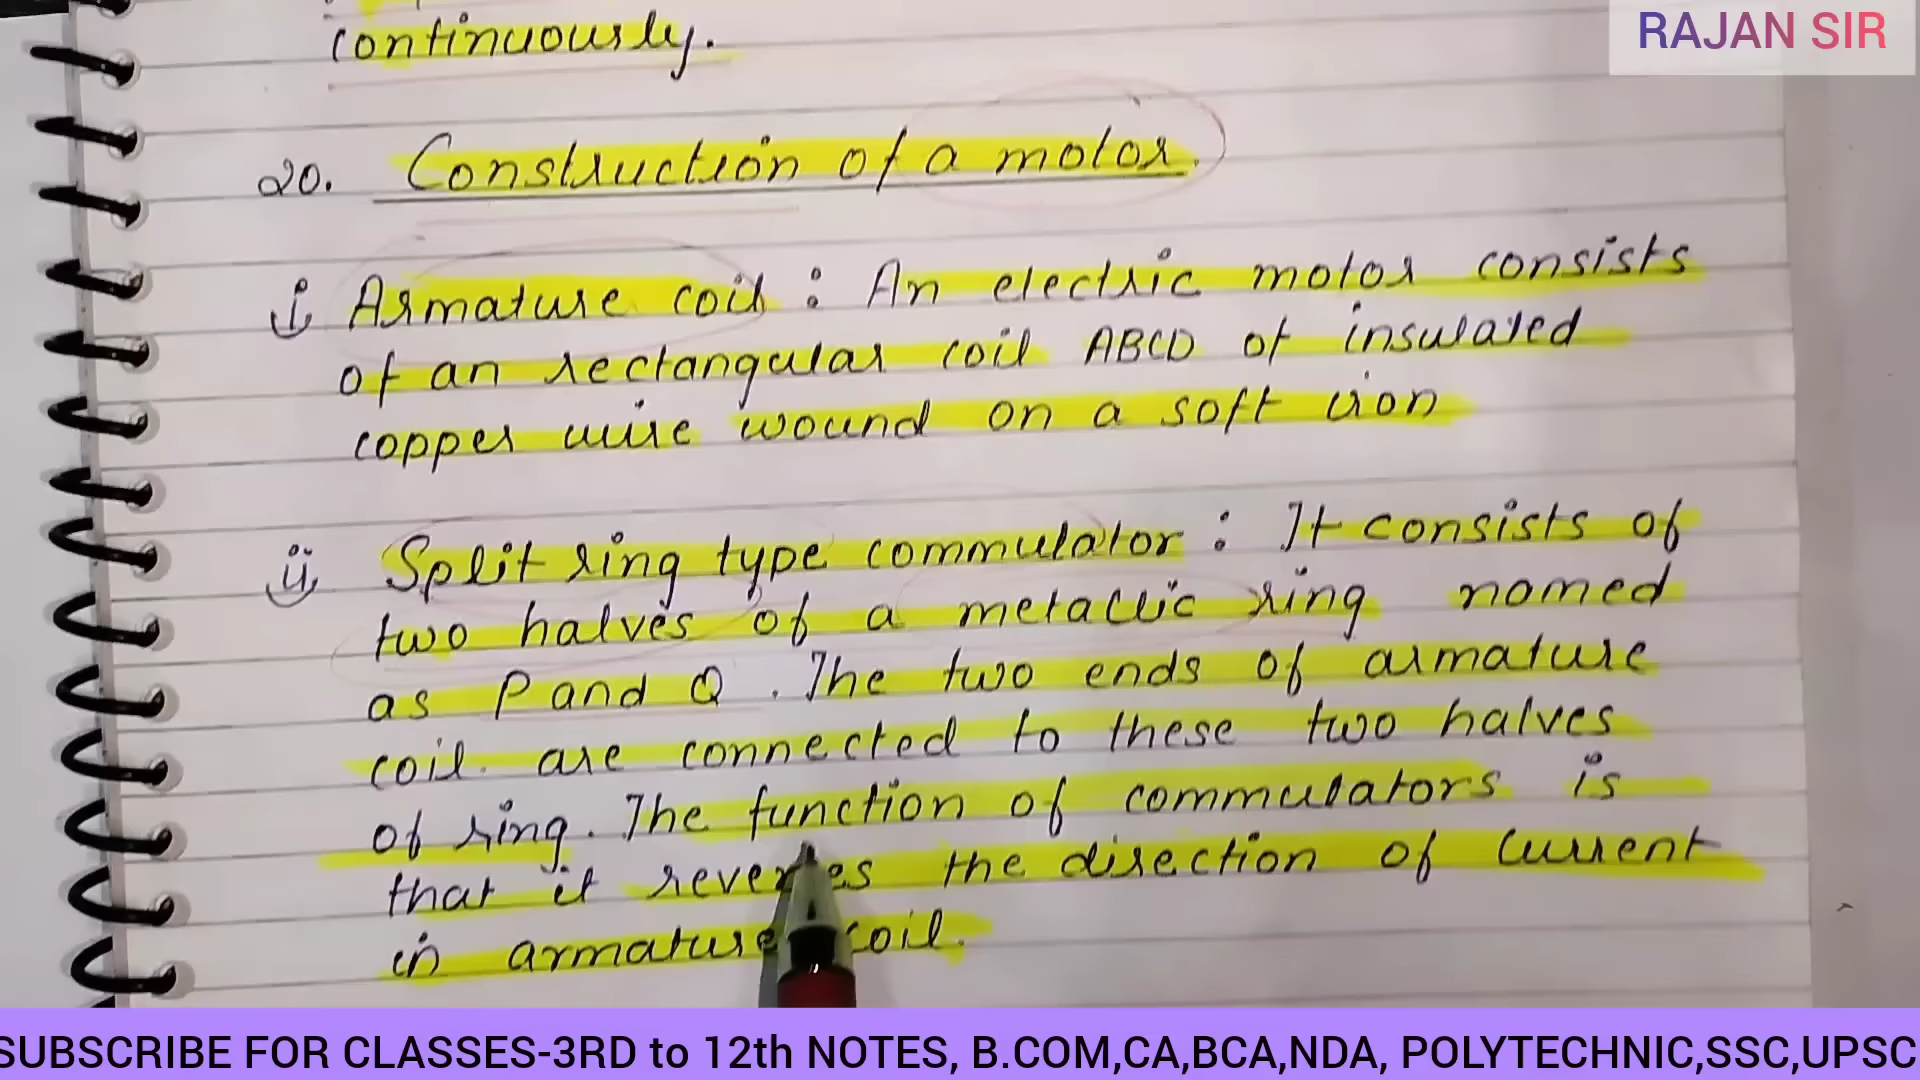 RAJAN SIR
continuously.
20. Construction of a motor.
i) Armature coil : An electric motor consists
of an rectangular coil ABCD of insulated
copper wire wound on a soft iron
ii) Split ring type commulator : It consists of
two halves of a metallic ring named
as P and Q . The two ends of armature
coil are connected to these two halves
of ring. The function of commulators is
that it reverses the direction of current
in armature coil.
SUBSCRIBE FOR CLASSES-3RD to 12th NOTES, B.COM,CA,BCA,NDA, POLYTECHNIC,SSC,UPSC